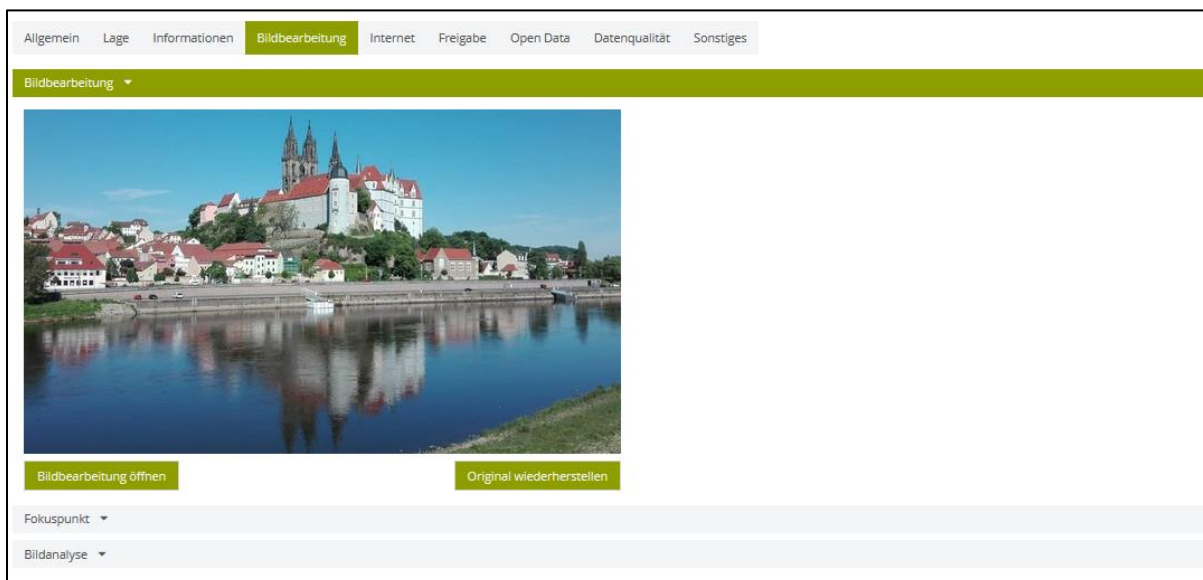 Allgemein Lage Informationen Bildbearbeitung Internet Freigabe Open Data Datenqualität Sonstiges
Bildbearbeitung
Bildbearbeitung öffnen Original wiederherstellen
Fokuspunkt
Bildanalyse